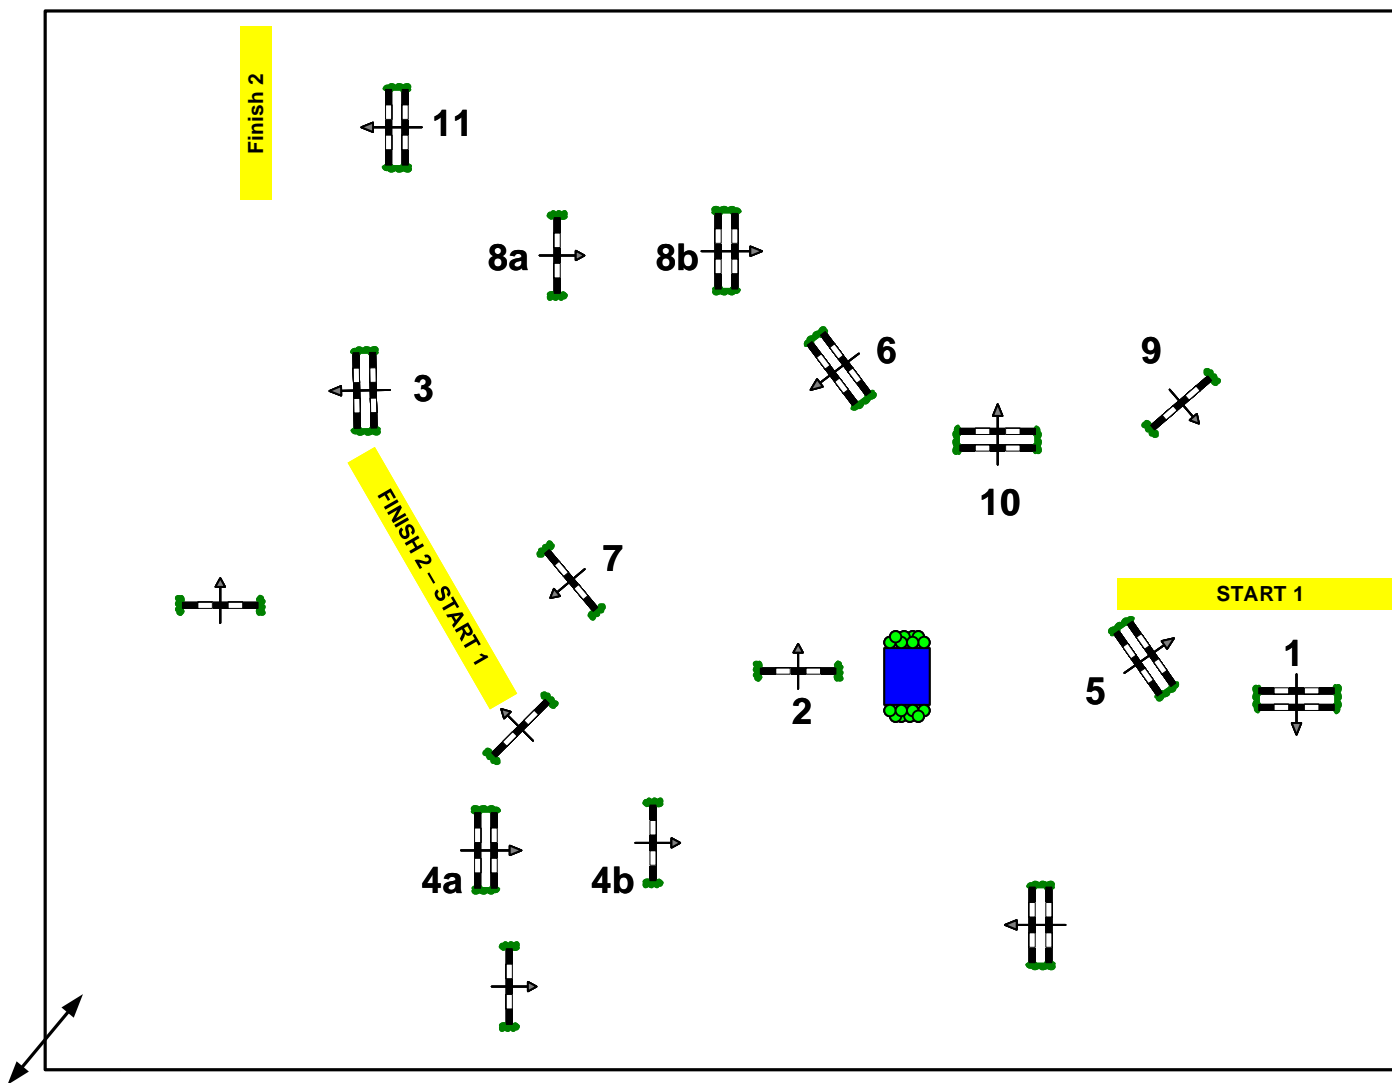 Finish 2
11
8a
8b
6
9
3
10
FINISH 2 – START 1
7
START 1
1
5
2
4a
4b